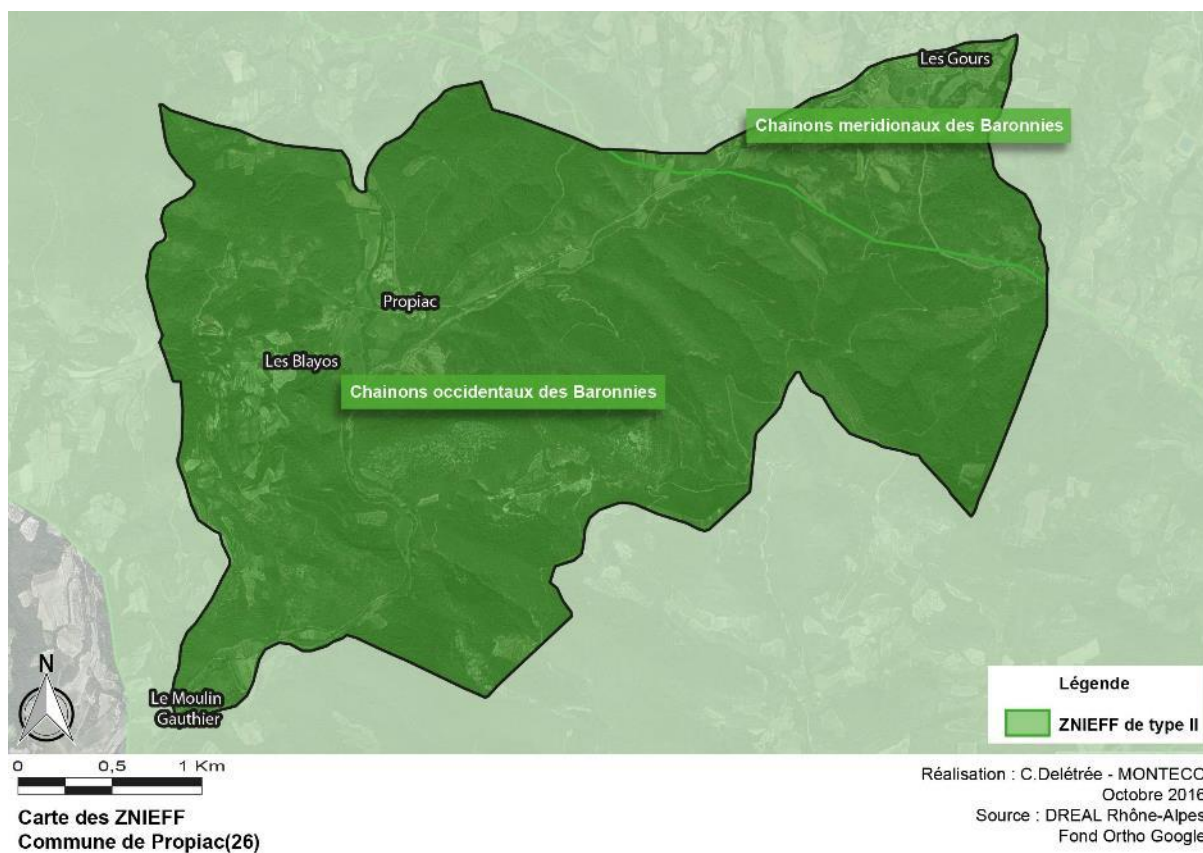 Les Gours
Chainons meridionaux des Baronnies
Propiac
Les Blayos
Chainons occidentaux des Baronnies
Le Moulin
Gauthier
N
Légende
ZNIEFF de type II
0 0,5 1 Km
Carte des ZNIEFF
Commune de Propiac(26)
Réalisation : C.Delétrée - MONTECO
Octobre 2016
Source : DREAL Rhône-Alpes
Fond Ortho Google